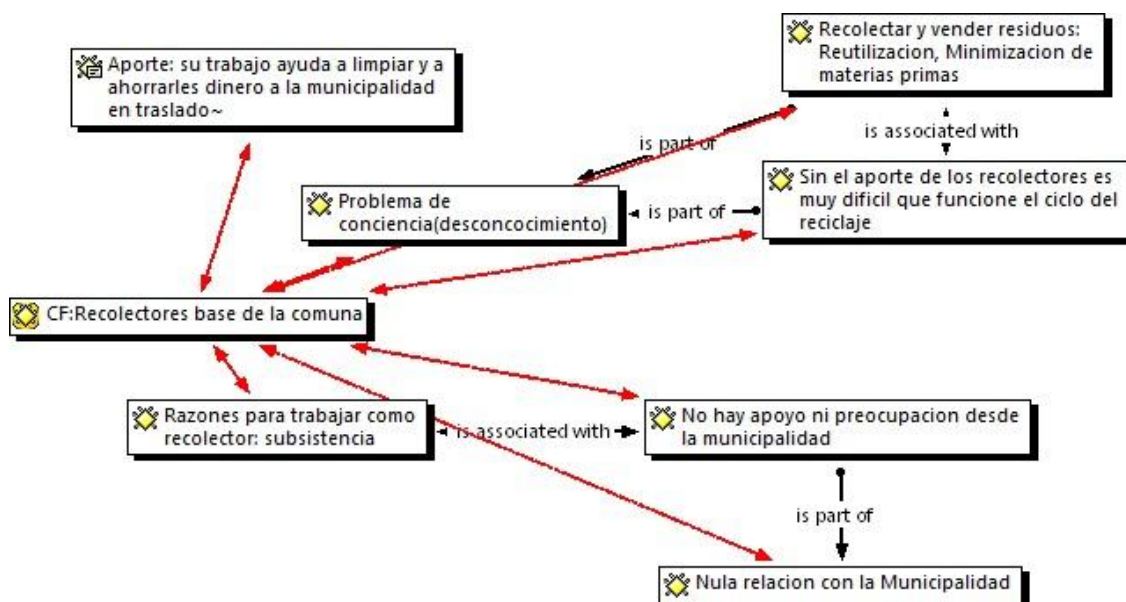 Recolectar y vender residuos:
Reutilizacion, Minimizacion de
materias primas
Aporte: su trabajo ayuda a limpiar y a
ahorrarles dinero a la municipalidad
en traslado~
is associated with
is part of
Sin el aporte de los recolectores es
muy dificil que funcione el ciclo del
reciclaje
Problema de
conciencia(desconcocimiento)
is part of
CF:Recolectores base de la comuna
Razones para trabajar como
recolector: subsistencia
is associated with
No hay apoyo ni preocupacion desde
la municipalidad
is part of
Nula relacion con la Municipalidad